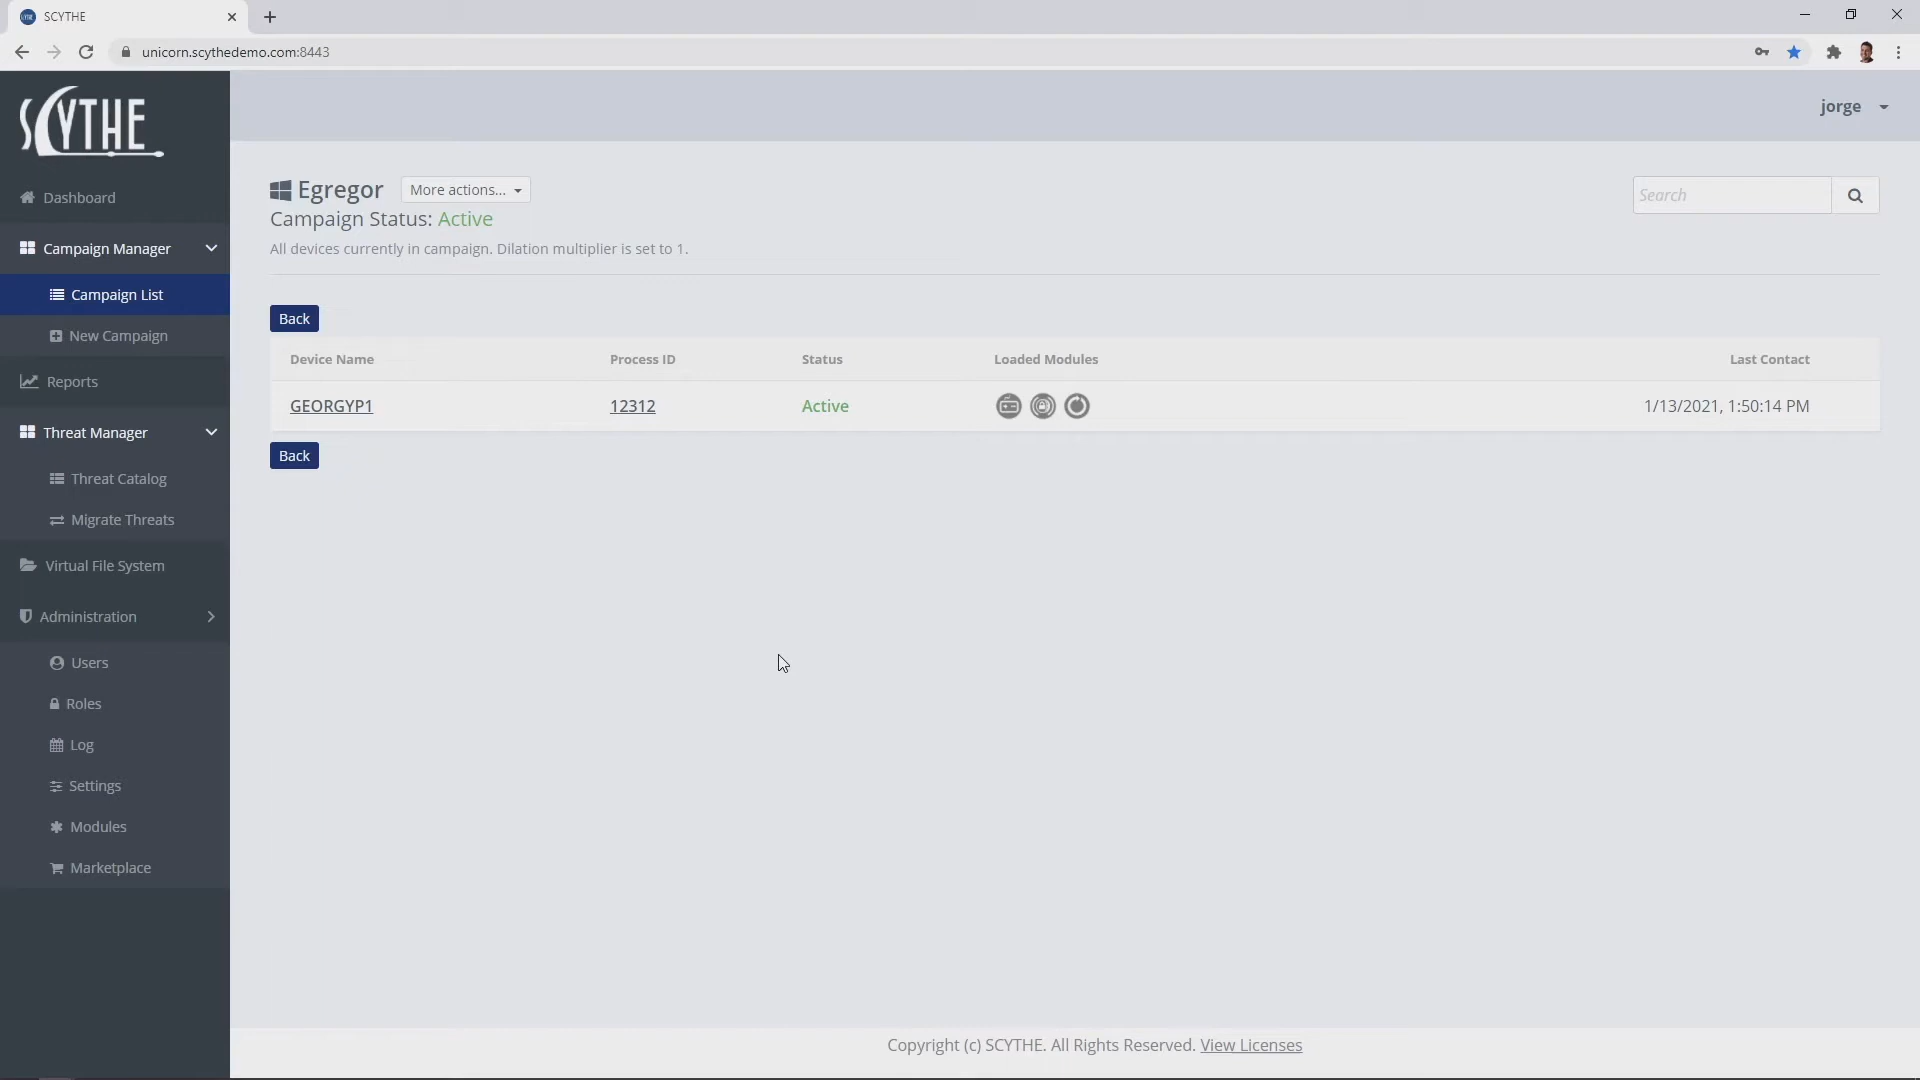 SCYTHE
unicorn.scythedemo.com:8443
SCYTHE
jorge
Dashboard
Campaign Manager
Campaign List
New Campaign
Reports
Threat Manager
Threat Catalog
Migrate Threats
Virtual File System
Administration
Users
Roles
Log
Settings
Modules
Marketplace
Egregor More actions...
Campaign Status: Active
All devices currently in campaign. Dilation multiplier is set to 1.
Search
Back
Device Name Process ID Status Loaded Modules Last Contact
GEORGYP1 12312 Active 1/13/2021, 1:50:14 PM
Back
Copyright (c) SCYTHE. All Rights Reserved. View Licenses